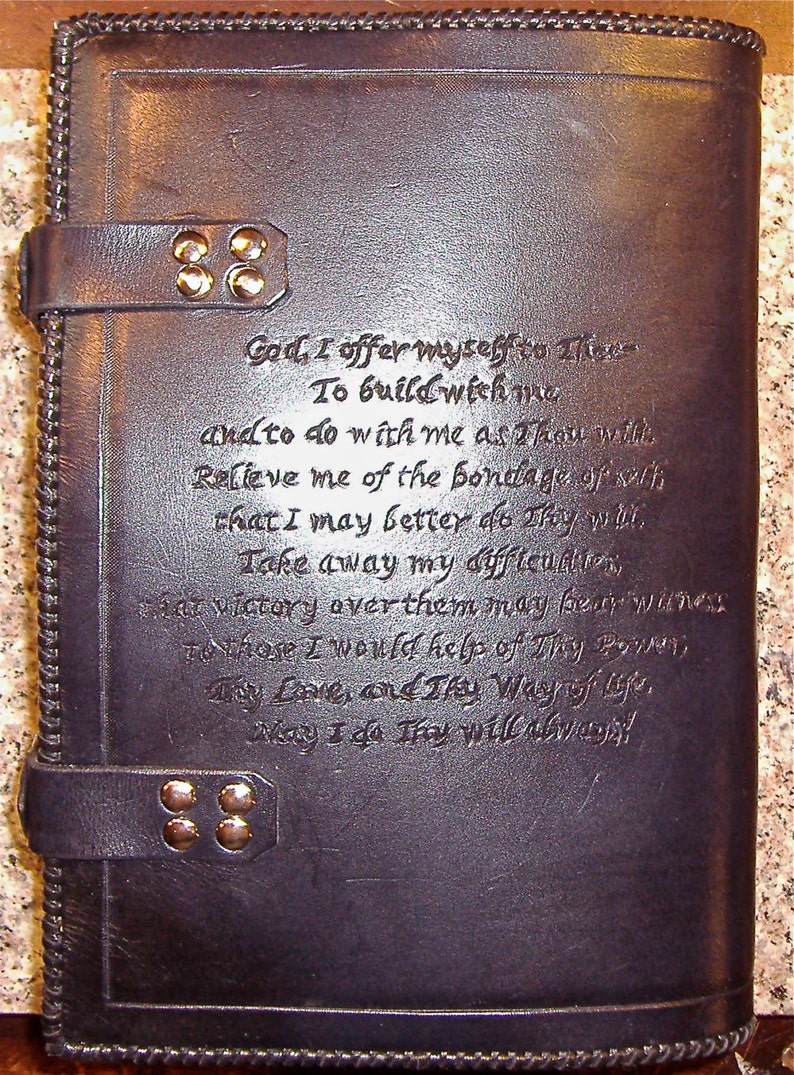 God, I offer myself to Thee-
To build with me
and to do with me as Thou wilt.
Relieve me of the bondage of self,
that I may better do Thy will.
Take away my difficulties,
that victory over them may bear witness
to those I would help of Thy Power,
Thy Love, and Thy Way of life.
May I do Thy will always!